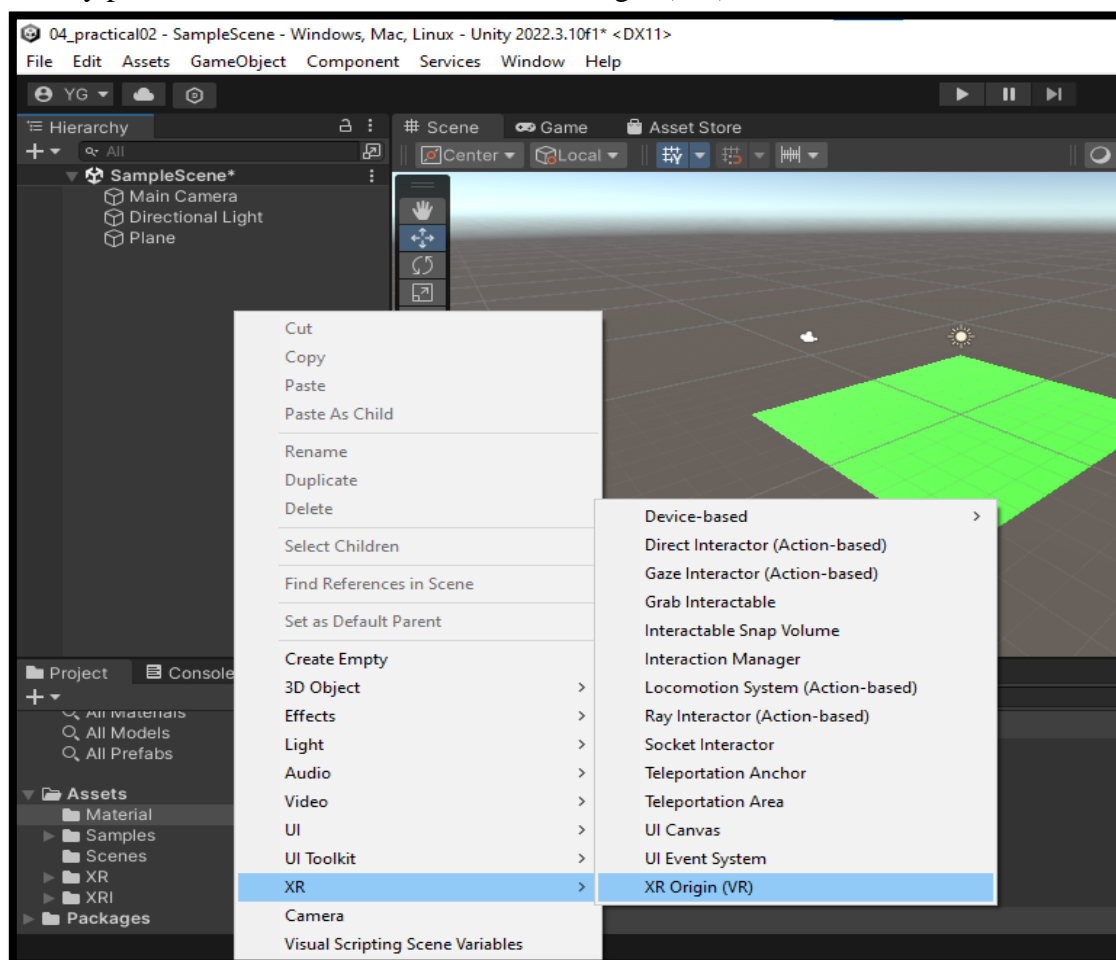 04_practical02 - SampleScene - Windows, Mac, Linux - Unity 2022.3.10f1* <DX11>
File Edit Assets GameObject Component Services Window Help
YG
Hierarchy
# Scene Game Asset Store
All
Center Local
SampleScene*
Main Camera
Directional Light
Plane
Cut
Copy
Paste
Paste As Child
Rename
Duplicate
Delete
Select Children
Find References in Scene
Set as Default Parent
Create Empty
3D Object
Effects
Light
Audio
Video
UI
UI Toolkit
XR
Camera
Visual Scripting Scene Variables
Device-based
Direct Interactor (Action-based)
Gaze Interactor (Action-based)
Grab Interactable
Interactable Snap Volume
Interaction Manager
Locomotion System (Action-based)
Ray Interactor (Action-based)
Socket Interactor
Teleportation Anchor
Teleportation Area
UI Canvas
UI Event System
XR Origin (VR)
Project Console
All Materials
All Models
All Prefabs
Assets
Material
Samples
Scenes
XR
XRI
Packages